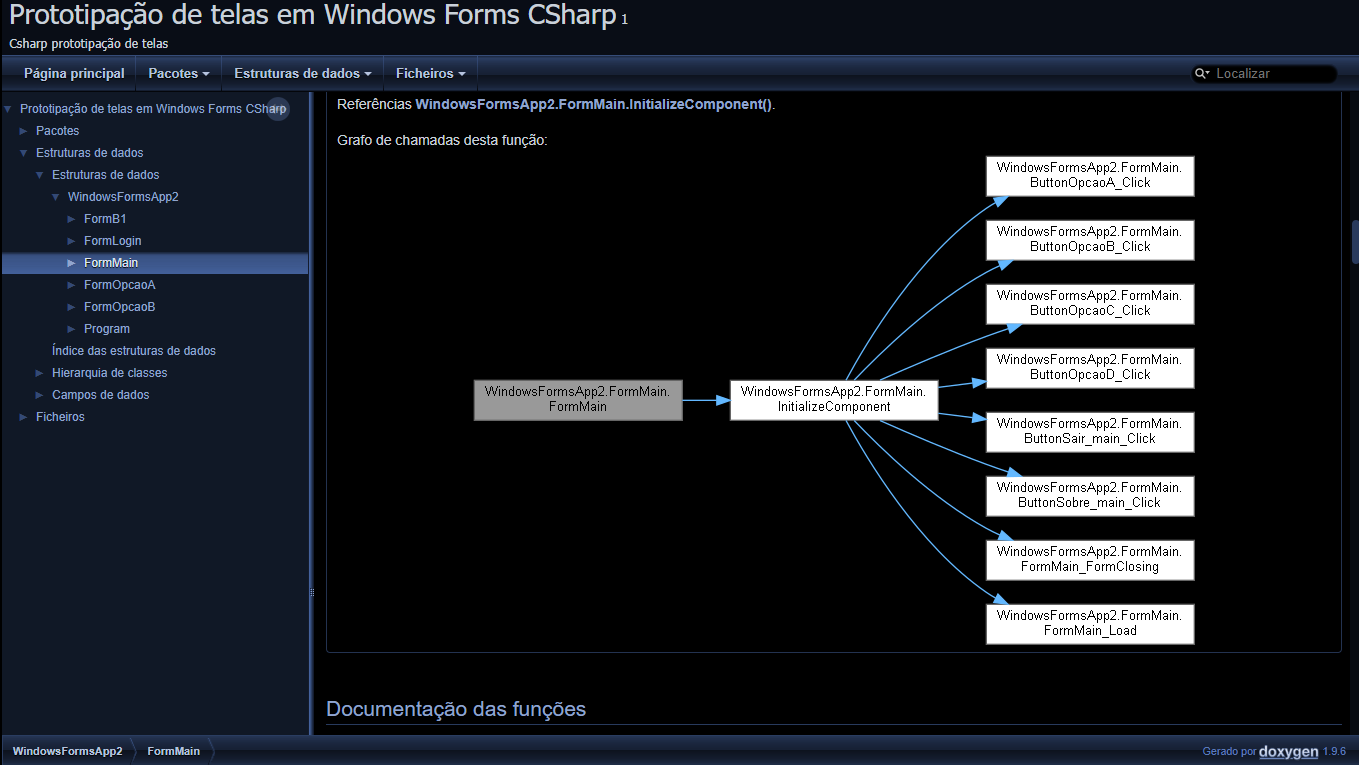 Prototipação de telas em Windows Forms CSharp 1
Csharp prototipação de telas
Página principal
Pacotes
Estruturas de dados
Ficheiros
Localizar
Prototipação de telas em Windows Forms CSharp
Pacotes
Estruturas de dados
Estruturas de dados
WindowsFormsApp2
FormB1
FormLogin
FormMain
FormOpcaoA
FormOpcaoB
Program
Índice das estruturas de dados
Hierarquia de classes
Campos de dados
Ficheiros
Referências WindowsFormsApp2.FormMain.InitializeComponent().
Grafo de chamadas desta função:
WindowsFormsApp2.FormMain.
FormMain
WindowsFormsApp2.FormMain.
InitializeComponent
WindowsFormsApp2.FormMain.
ButtonOpcaoA_Click
WindowsFormsApp2.FormMain.
ButtonOpcaoB_Click
WindowsFormsApp2.FormMain.
ButtonOpcaoC_Click
WindowsFormsApp2.FormMain.
ButtonOpcaoD_Click
WindowsFormsApp2.FormMain.
ButtonSair_main_Click
WindowsFormsApp2.FormMain.
ButtonSobre_main_Click
WindowsFormsApp2.FormMain.
FormMain_FormClosing
WindowsFormsApp2.FormMain.
FormMain_Load
Documentação das funções
WindowsFormsApp2
FormMain
Gerado por doxygen 1.9.6